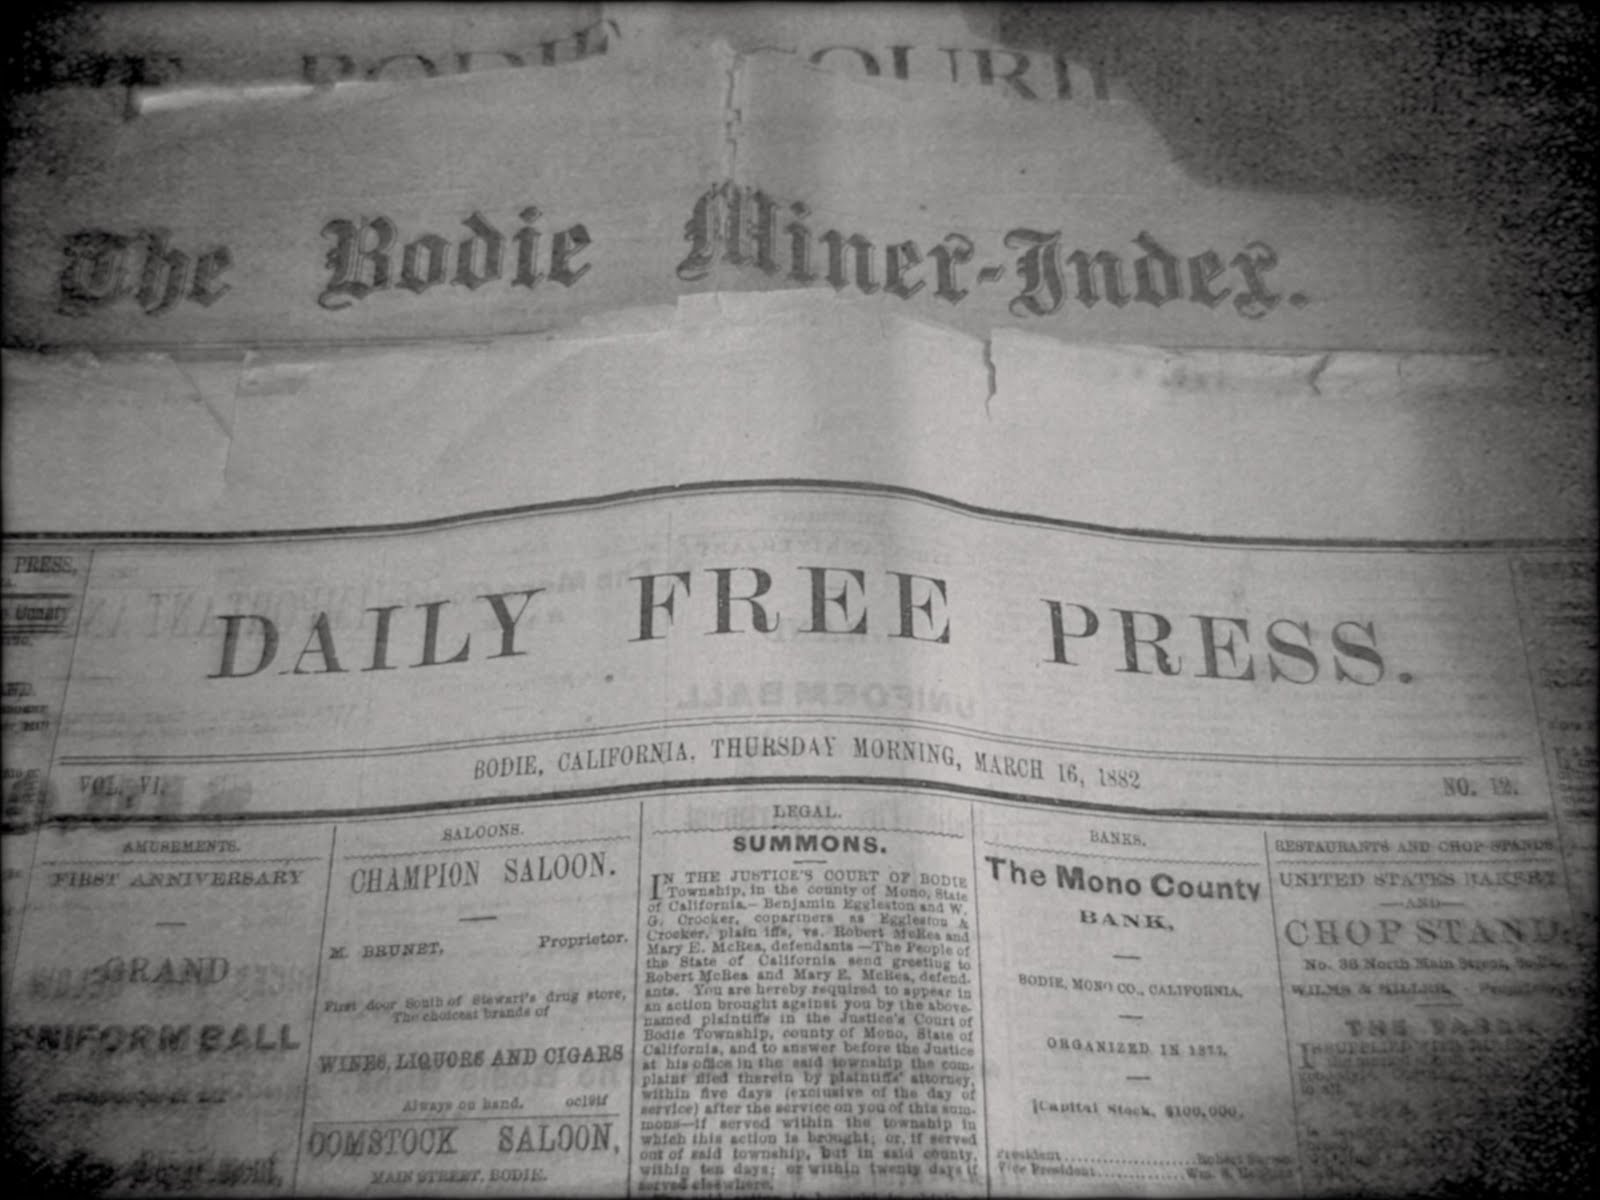 BODIE
The Bodie Miner-Index.
PRESS,
DAILY FREE PRESS.
BODIE, CALIFORNIA, THURSDAY MORNING, MARCH 16, 1882
VOL. VI.
NO. 12.
AMUSEMENTS.
FIRST ANNIVERSARY
GRAND
UNIFORM BALL
SALOONS.
CHAMPION SALOON.
M. BRUNET, Proprietor.
First door South of Stewart's drug store,
The choicest brands of
WINES, LIQUORS AND CIGARS
Always on hand. oc19tf
COMSTOCK SALOON,
MAIN STREET, BODIE.
LEGAL.
SUMMONS.
IN THE JUSTICE'S COURT OF BODIE
Township, in the county of Mono, State
of California.—Benjamin Eggleston and W.
G. Crocker, copartners as Eggleston &
Crocker, plaintiffs, vs. Robert McRea and
Mary E. McRea, defendants—The People of
the State of California send greeting to
Robert McRea and Mary E. McRea, defend-
ants. You are hereby required to appear in
an action brought against you by the above-
named plaintiffs in the Justice's Court of
Bodie Township, county of Mono, State of
California, and to answer before the Justice
at his office in the said township the com-
plaint filed therein by plaintiffs' attorney,
within five days (exclusive of the day of
service) after the service on you of this sum-
mons—if served within the township in
which this action is brought; or, if served
out of said township, but in said county,
within ten days; or within twenty days if
served elsewhere.
BANKS.
The Mono County
BANK,
BODIE, MONO CO., CALIFORNIA.
ORGANIZED IN 1877.
Capital Stock, $100,000.
President
Vice President
RESTAURANTS AND CHOP STANDS
UNITED STATES BAKERY
—AND—
CHOP STAND,
No. 38 North Main Street,